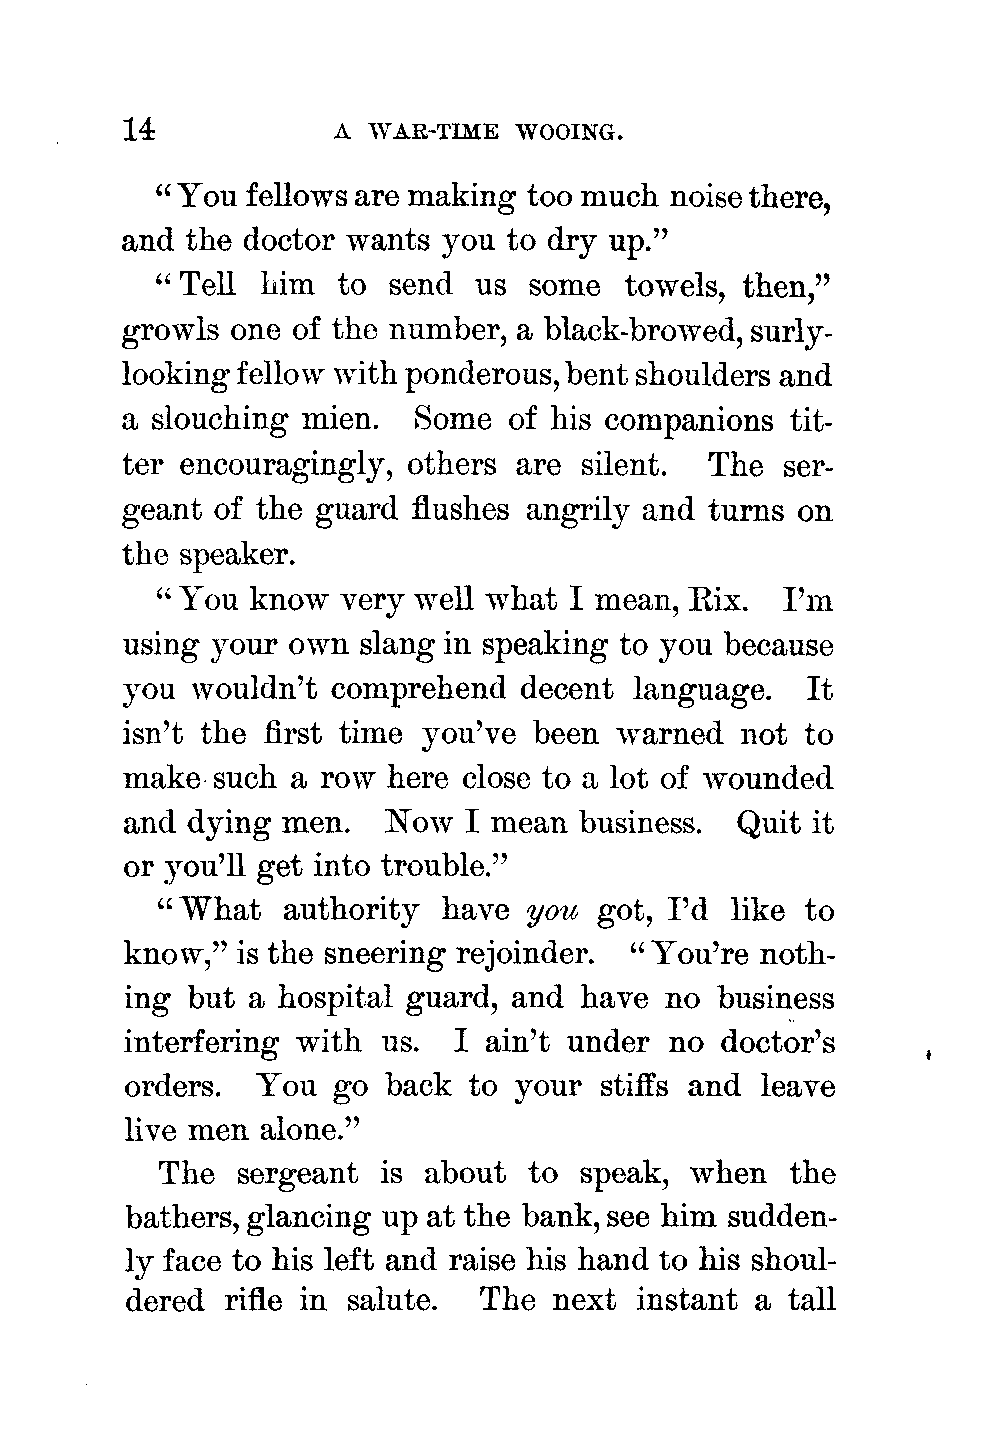 14 A WAR-TIME WOOING.
“You fellows are making too much noise there,
and the doctor wants you to dry up.”
“Tell him to send us some towels, then,”
growls one of the number, a black-browed, surly-
looking fellow with ponderous, bent shoulders and
a slouching mien. Some of his companions tit-
ter encouragingly, others are silent. The ser-
geant of the guard flushes angrily and turns on
the speaker.
“You know very well what I mean, Rix. I’m
using your own slang in speaking to you because
you wouldn’t comprehend decent language. It
isn’t the first time you’ve been warned not to
make such a row here close to a lot of wounded
and dying men. Now I mean business. Quit it
or you’ll get into trouble.”
“What authority have you got, I’d like to
know,” is the sneering rejoinder. “You’re noth-
ing but a hospital guard, and have no business
interfering with us. I ain’t under no doctor’s
orders. You go back to your stiffs and leave
live men alone.”
The sergeant is about to speak, when the
bathers, glancing up at the bank, see him sudden-
ly face to his left and raise his hand to his shoul-
dered rifle in salute. The next instant a tall